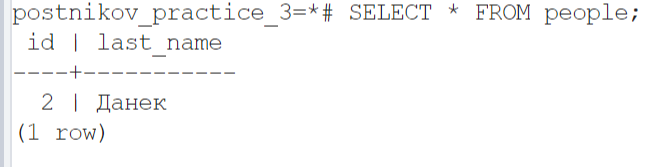 postnikov_practice_3=*# SELECT * FROM people;
 id | last_name
----+-----------
  2 | Данек
(1 row)